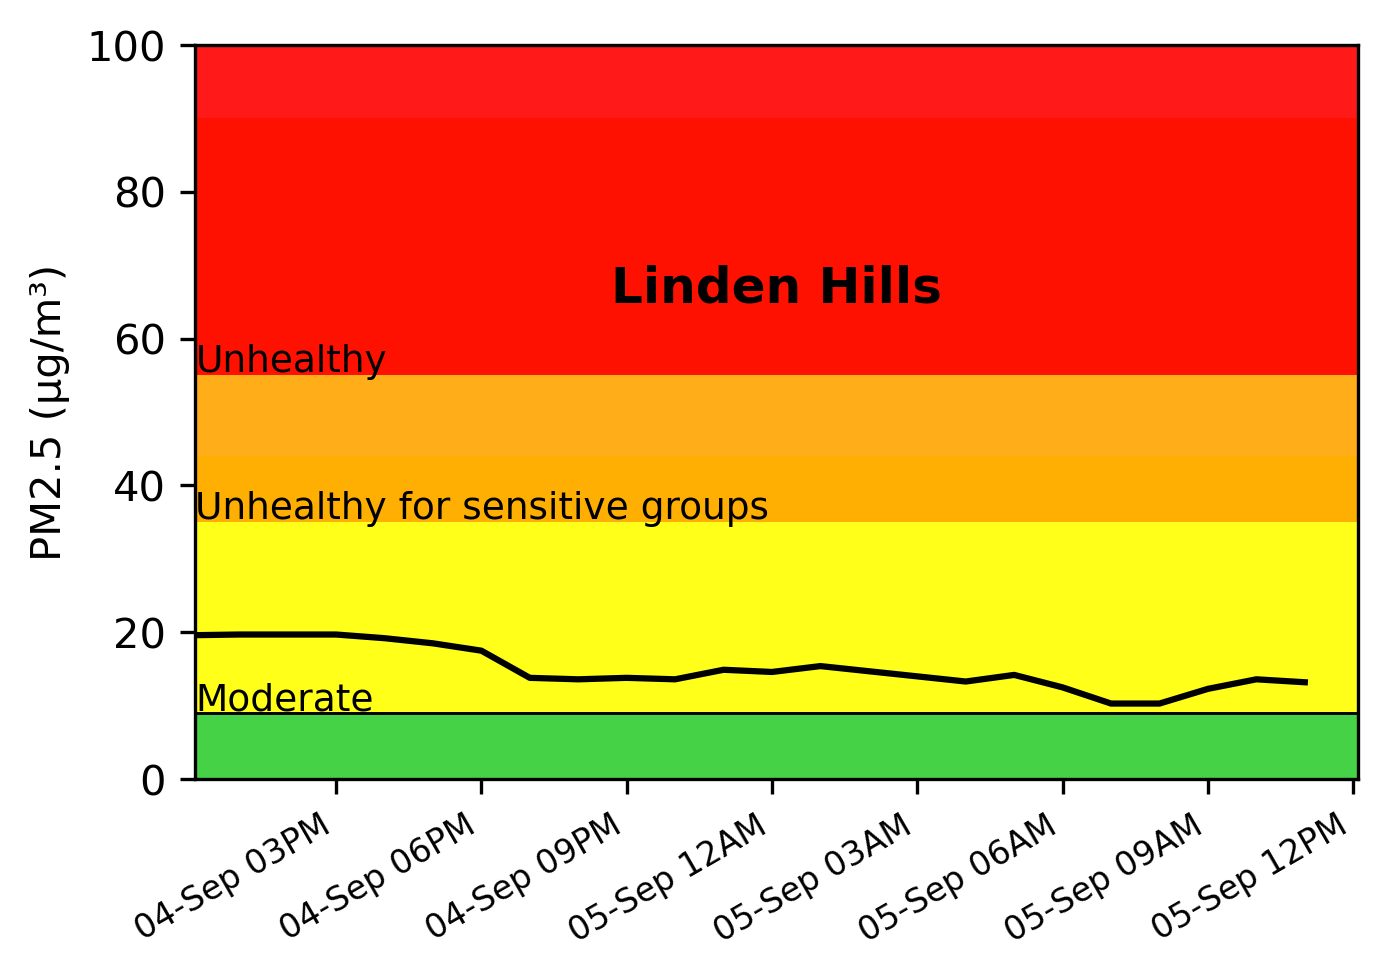 100
80
60
40
20
0
PM2.5 (µg/m³)
Linden Hills
Unhealthy
Unhealthy for sensitive groups
Moderate
04-Sep 03PM
04-Sep 06PM
04-Sep 09PM
05-Sep 12AM
05-Sep 03AM
05-Sep 06AM
05-Sep 09AM
05-Sep 12PM